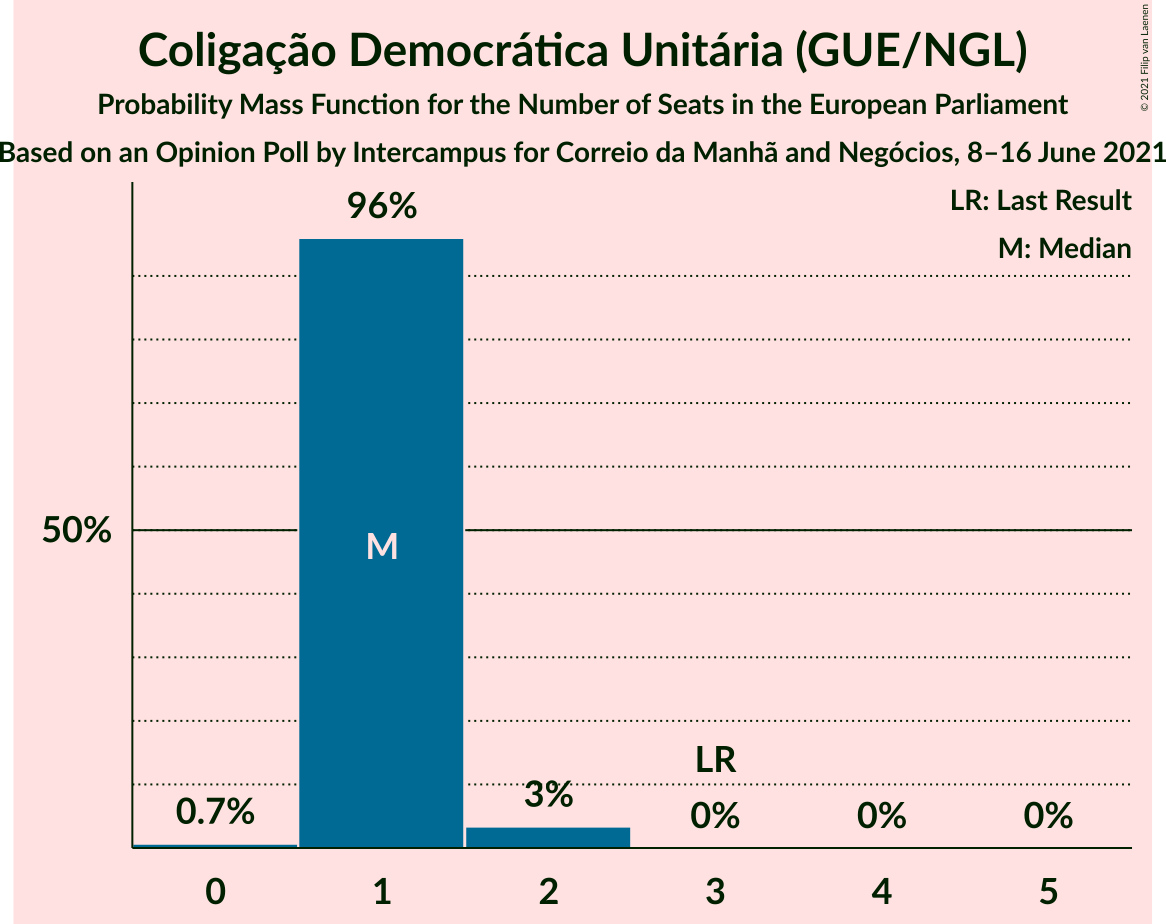 Coligação Democrática Unitária (GUE/NGL)
Probability Mass Function for the Number of Seats in the European Parliament
Based on an Opinion Poll by Intercampus for Correio da Manhã and Negócios, 8–16 June 2021
© 2021 Filip van Laenen
LR: Last Result
M: Median
96%
50%
M
LR
0.7%
3%
0%
0%
0%
0
1
2
3
4
5